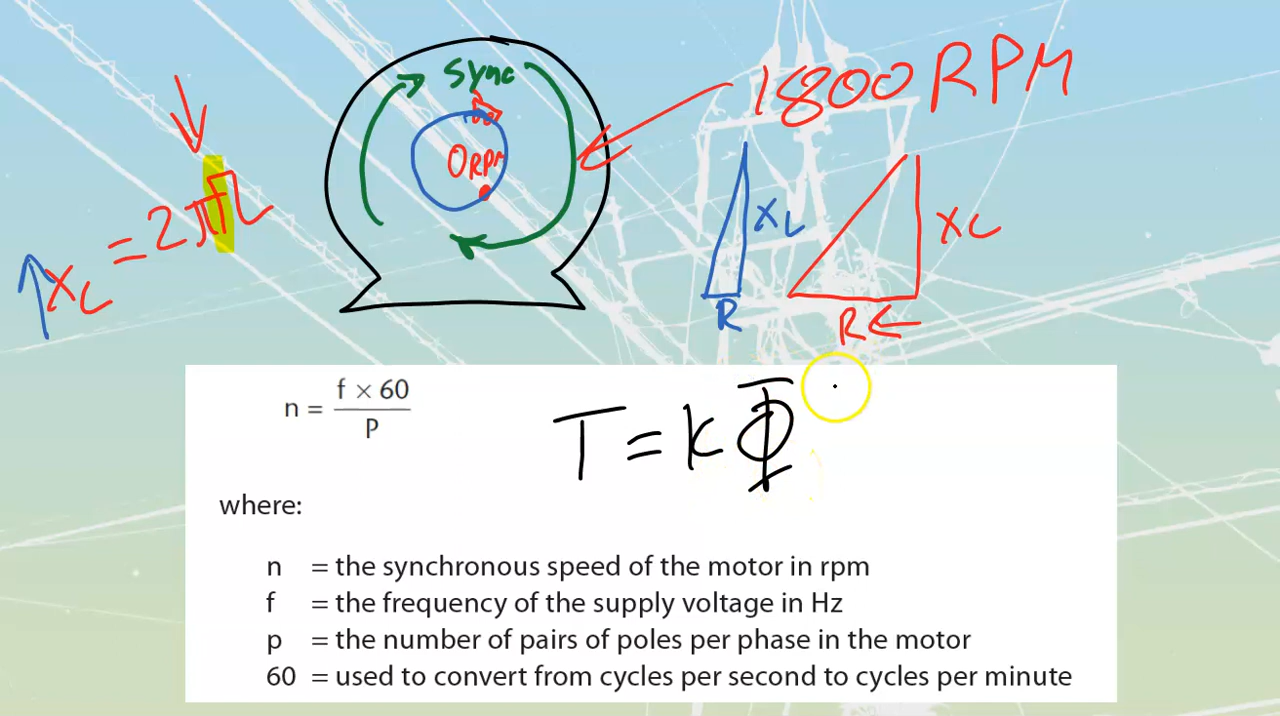 Sync
1800 RPM
0RPM
XL = 2πfL
XL
R
XL
R
n = f × 60
P
T = kΦ
where:
n = the synchronous speed of the motor in rpm
f = the frequency of the supply voltage in Hz
p = the number of pairs of poles per phase in the motor
60 = used to convert from cycles per second to cycles per minute